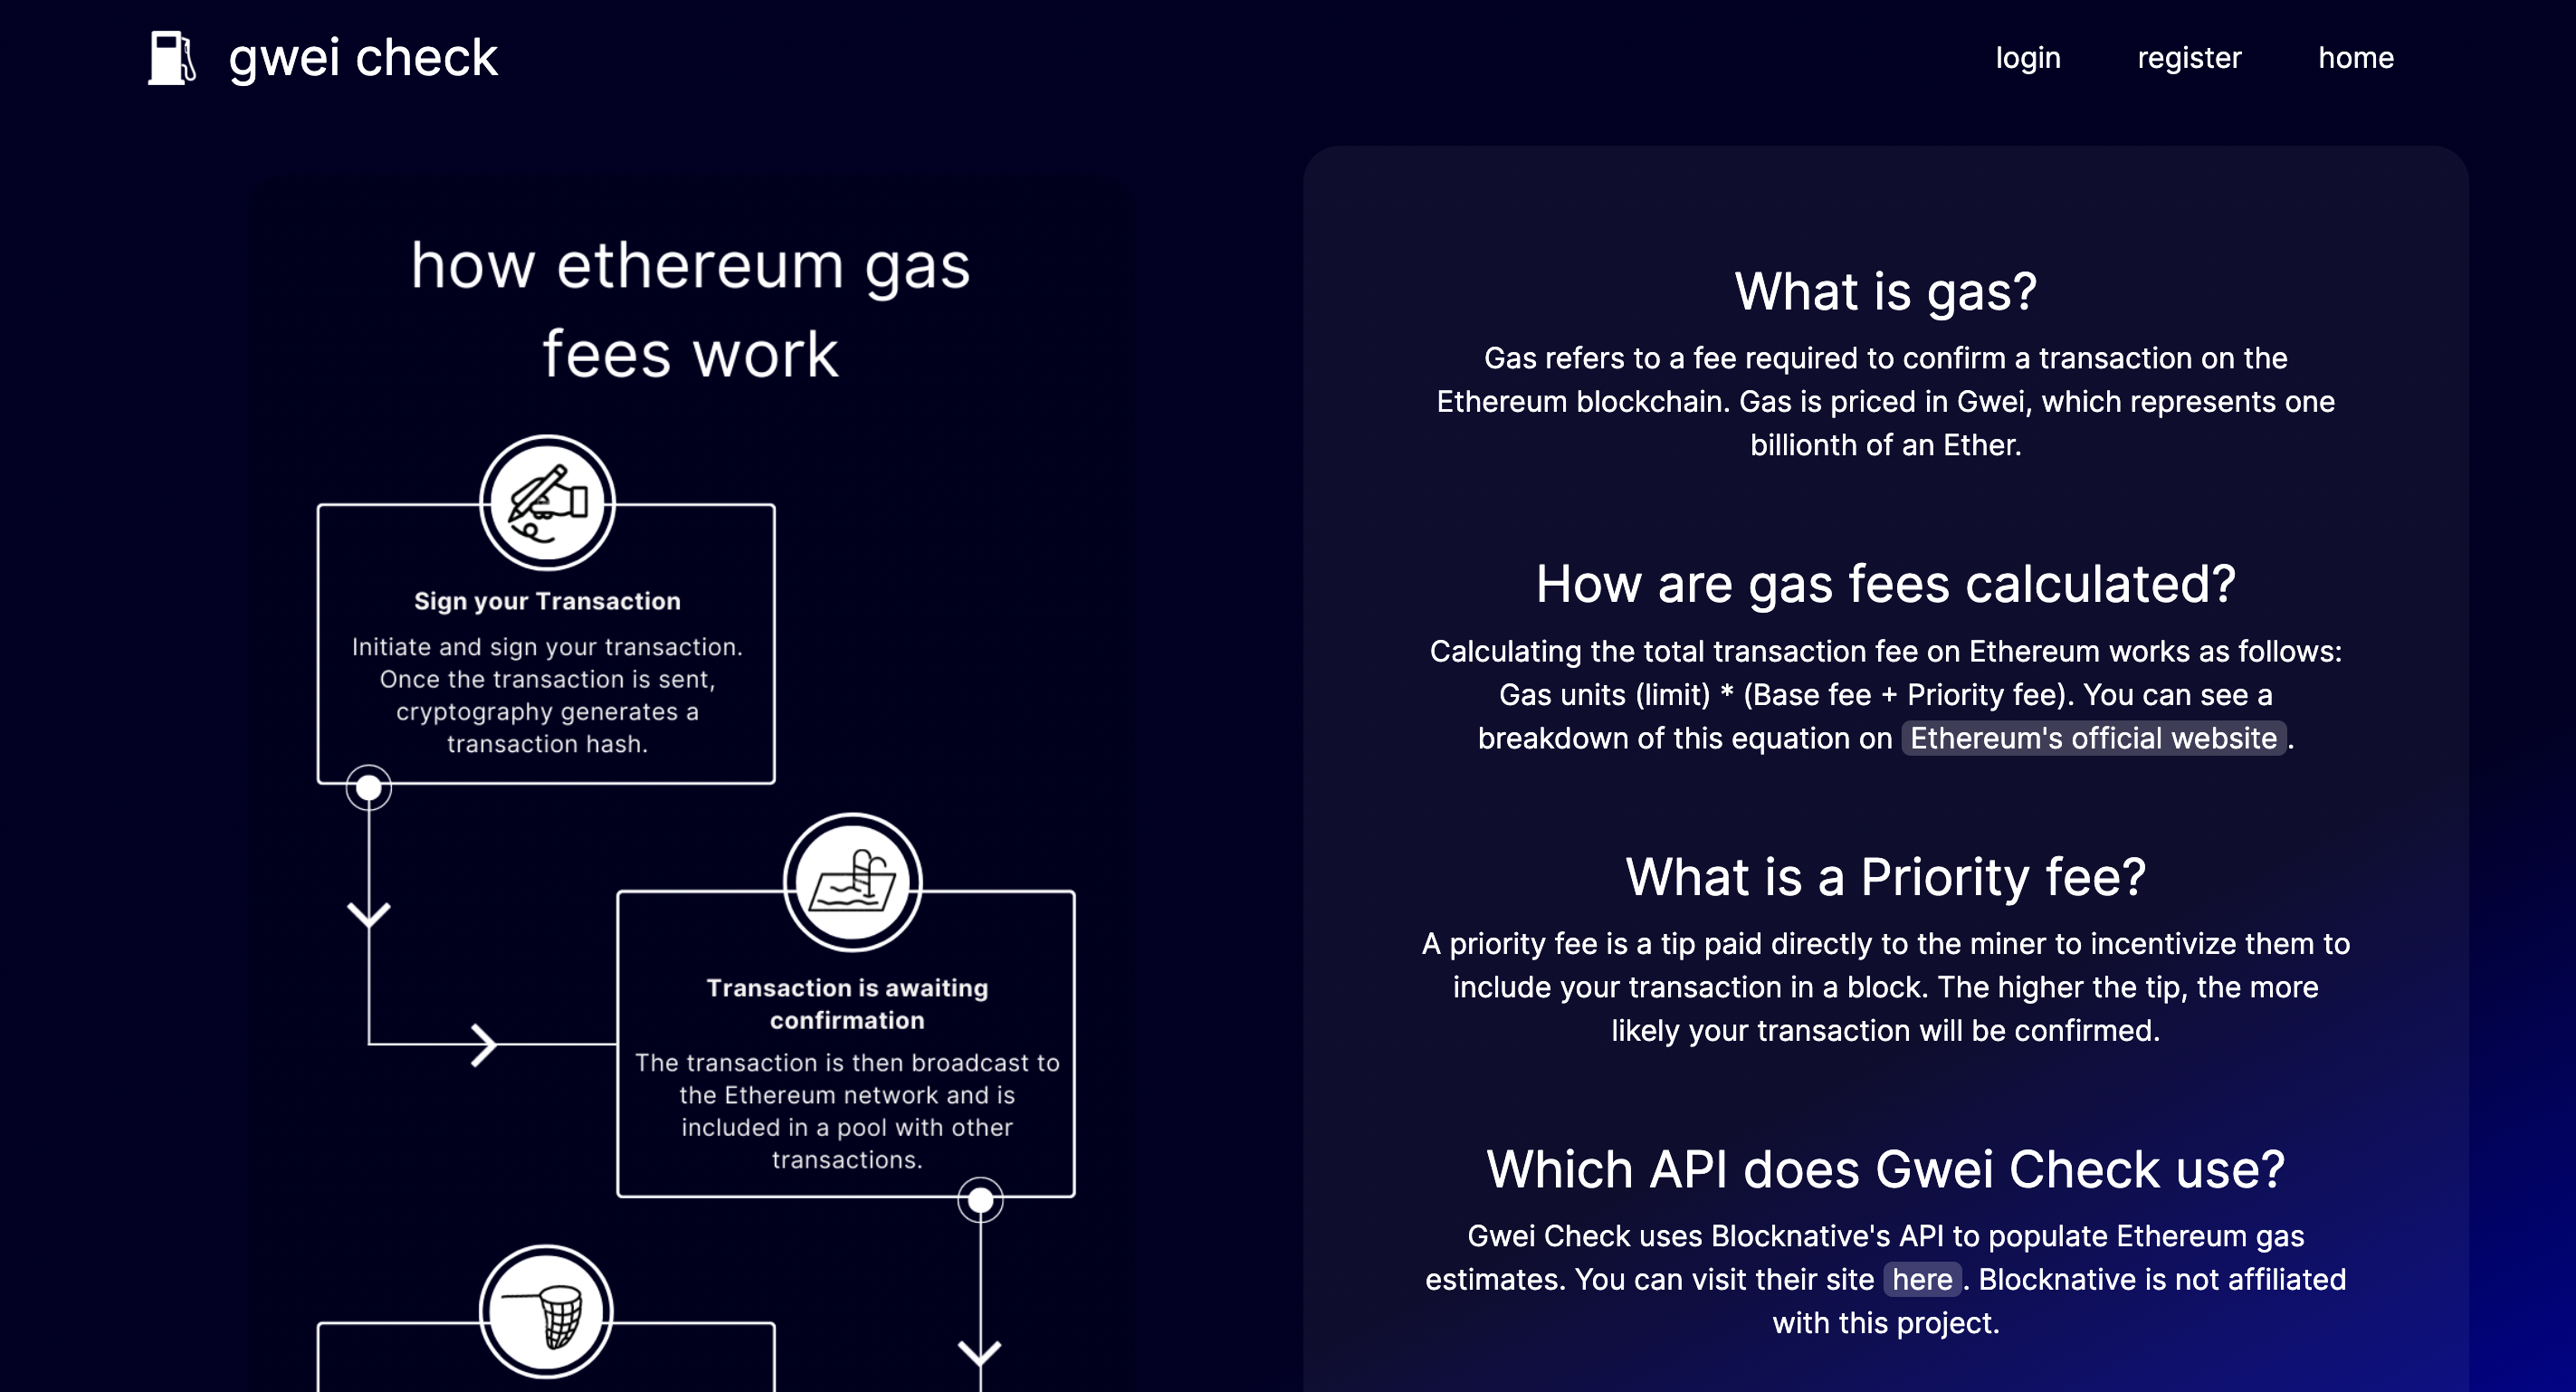 gwei check
login
register
home
how ethereum gas
fees work
Sign your Transaction
Initiate and sign your transaction.
Once the transaction is sent,
cryptography generates a
transaction hash.
Transaction is awaiting
confirmation
The transaction is then broadcast to
the Ethereum network and is
included in a pool with other
transactions.
What is gas?
Gas refers to a fee required to confirm a transaction on the
Ethereum blockchain. Gas is priced in Gwei, which represents one
billionth of an Ether.
How are gas fees calculated?
Calculating the total transaction fee on Ethereum works as follows:
Gas units (limit) * (Base fee + Priority fee). You can see a
breakdown of this equation on Ethereum's official website.
What is a Priority fee?
A priority fee is a tip paid directly to the miner to incentivize them to
include your transaction in a block. The higher the tip, the more
likely your transaction will be confirmed.
Which API does Gwei Check use?
Gwei Check uses Blocknative's API to populate Ethereum gas
estimates. You can visit their site here. Blocknative is not affiliated
with this project.